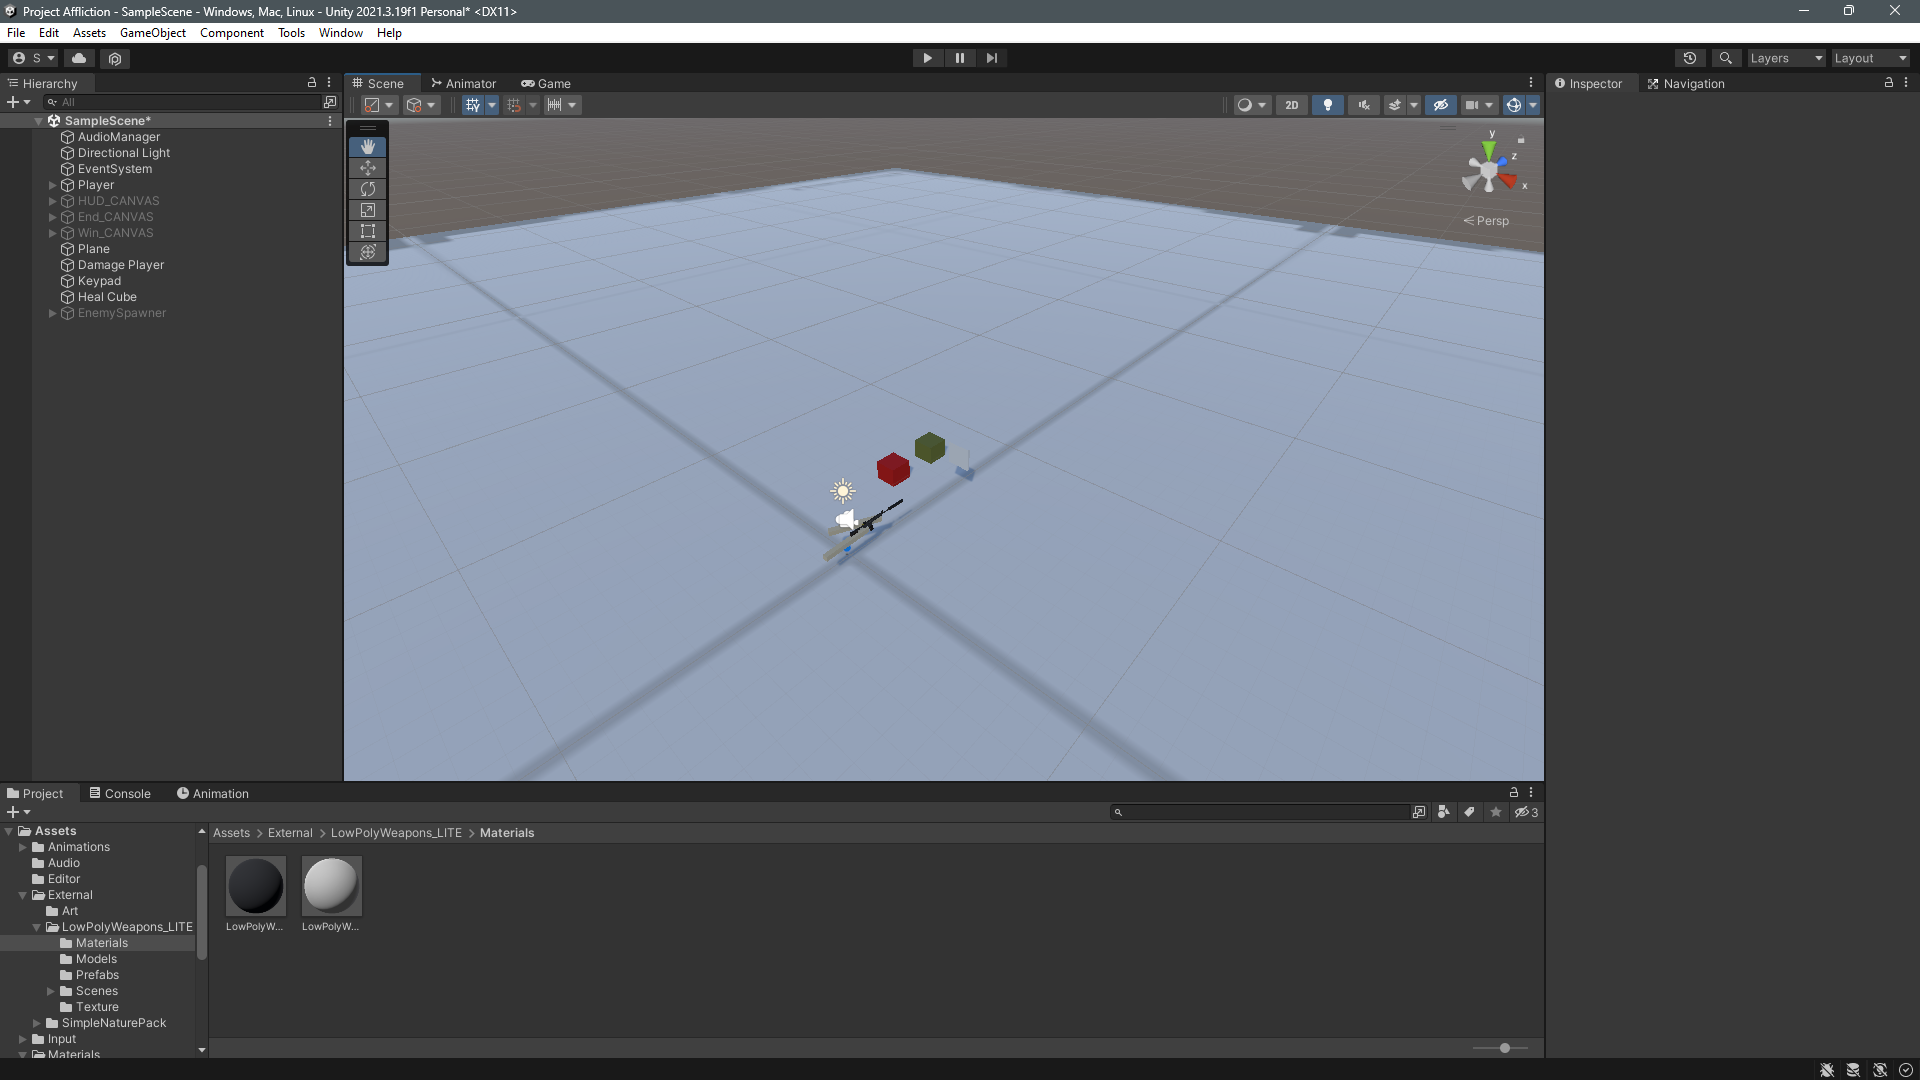 Project Affliction - SampleScene - Windows, Mac, Linux - Unity 2021.3.19f1 Personal* <DX11>
File Edit Assets GameObject Component Tools Window Help
S
Layers
Layout
Hierarchy
All
SampleScene*
AudioManager
Directional Light
EventSystem
Player
HUD_CANVAS
End_CANVAS
Win_CANVAS
Plane
Damage Player
Keypad
Heal Cube
EnemySpawner
Scene
Animator
Game
2D
y
z
x
Persp
Inspector
Navigation
Project
Console
Animation
3
Assets
Animations
Audio
Editor
External
Art
LowPolyWeapons_LITE
Materials
Models
Prefabs
Scenes
Texture
SimpleNaturePack
Input
Materials
Assets > External > LowPolyWeapons_LITE > Materials
LowPolyW...
LowPolyW...